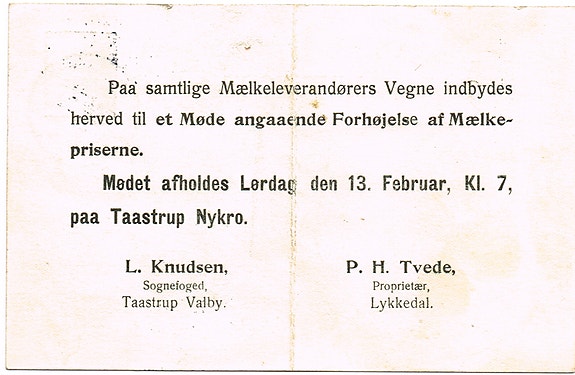 Paa samtlige Mælkeleverandørers Vegne indbydes
herved til et Møde angaaende Forhøjelse af Mælke-
priserne.
Mødet afholdes Lørdag den 13. Februar, Kl. 7,
paa Taastrup Nykro.
L. Knudsen,
Sognefoged,
Taastrup Valby.
P. H. Tvede,
Proprietær,
Lykkedal.